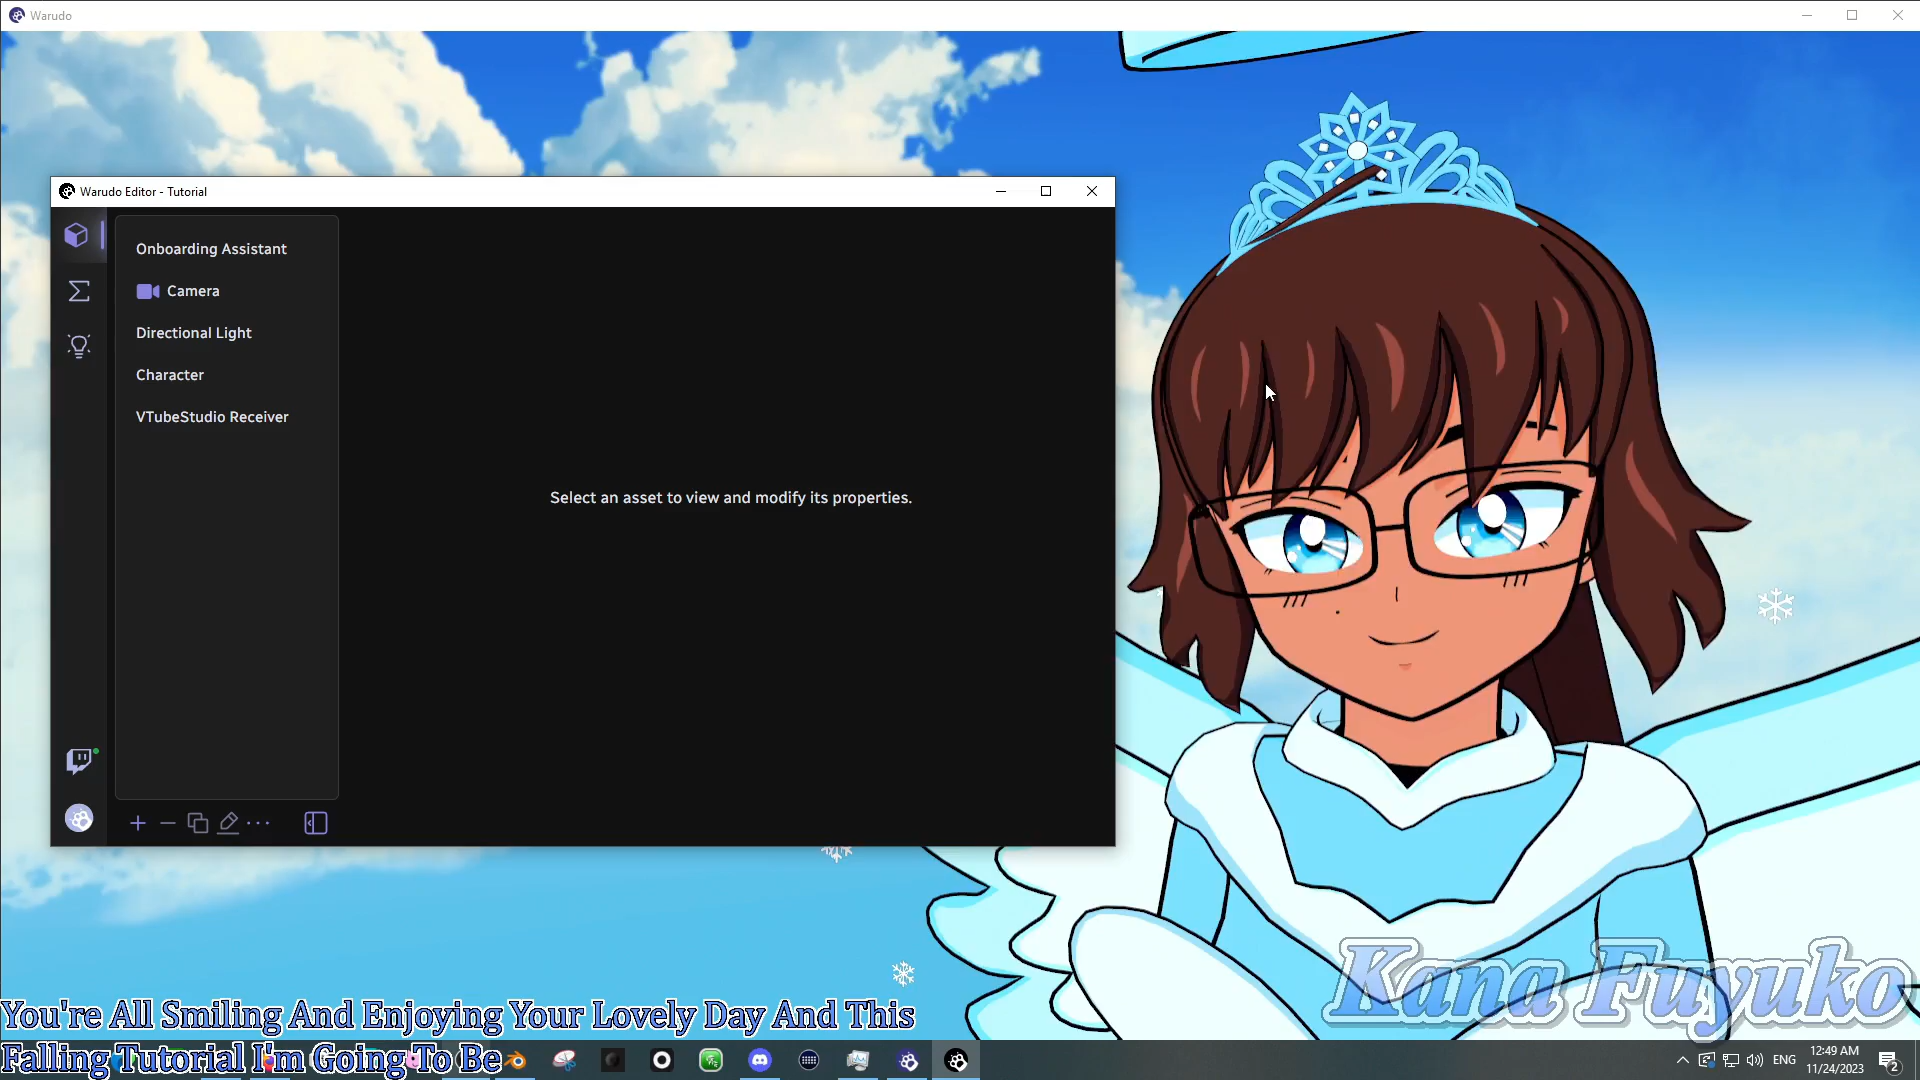 Warudo
Warudo Editor - Tutorial
Onboarding Assistant
Camera
Directional Light
Character
VTubeStudio Receiver
Select an asset to view and modify its properties.
Kana Fuyuko
You're All Smiling And Enjoying Your Lovely Day And This
Falling Tutorial I'm Going To Be
ENG
12:49 AM
11/24/2023
2